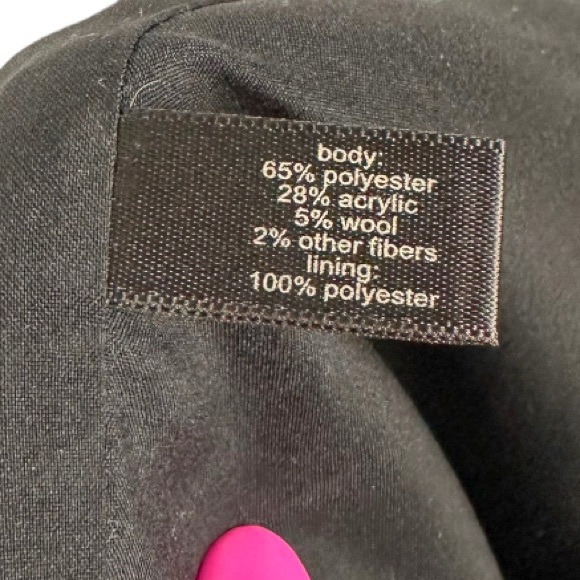 body:
65% polyester
28% acrylic
5% wool
2% other fibers
lining:
100% polyester